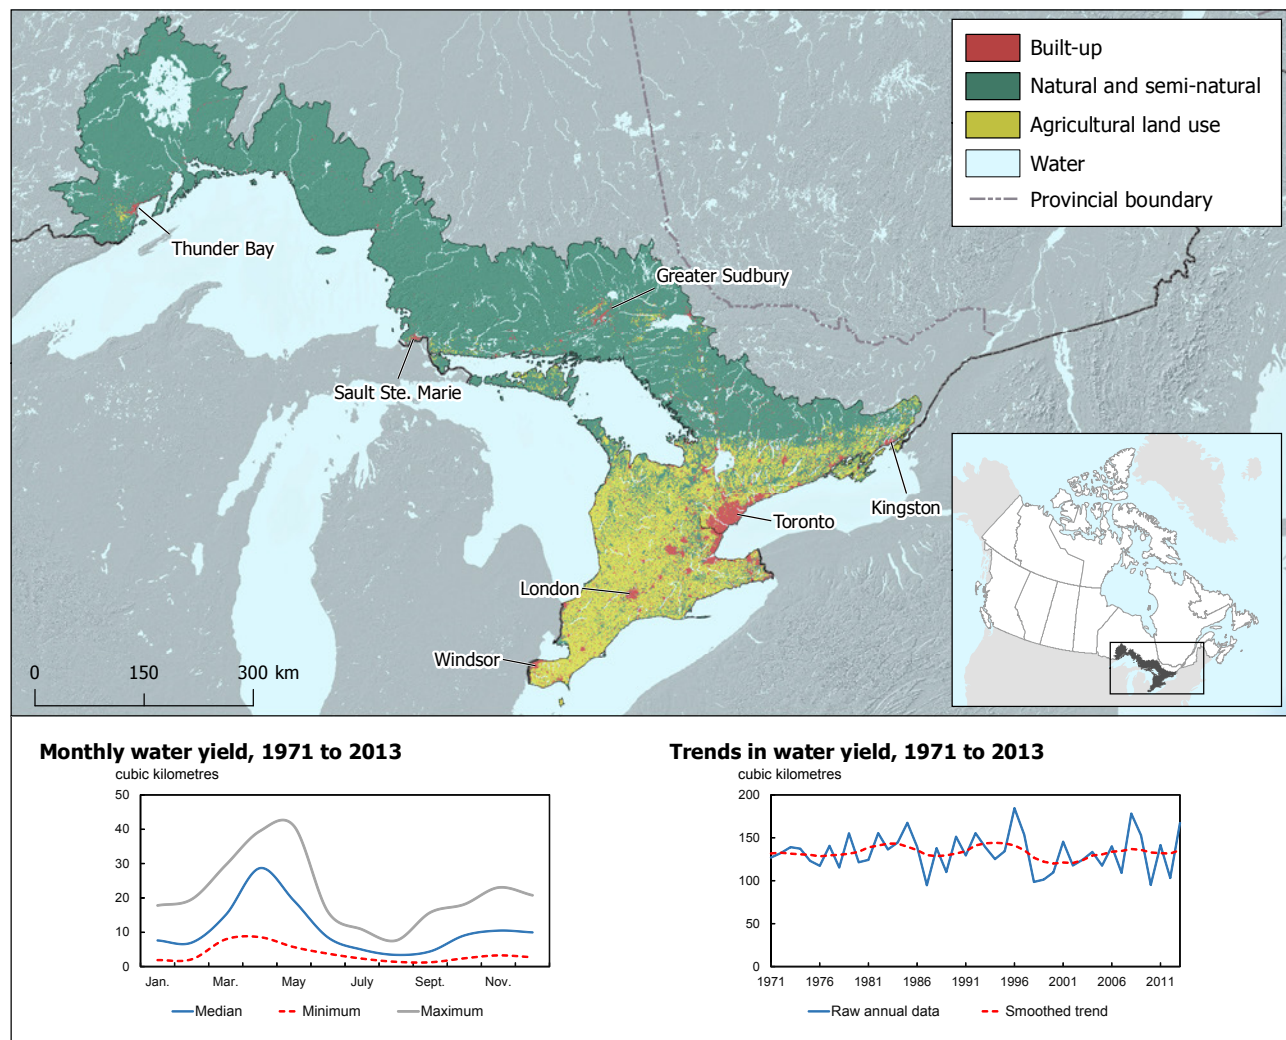 Built-up
Natural and semi-natural
Agricultural land use
Water
Provincial boundary
Thunder Bay
Greater Sudbury
Sault Ste. Marie
Kingston
Toronto
London
Windsor
0 150 300 km
Monthly water yield, 1971 to 2013
cubic kilometres
50
40
30
20
10
0
Jan. Mar. May July Sept. Nov.
Median Minimum Maximum
Trends in water yield, 1971 to 2013
cubic kilometres
200
150
100
50
0
1971 1976 1981 1986 1991 1996 2001 2006 2011
Raw annual data Smoothed trend